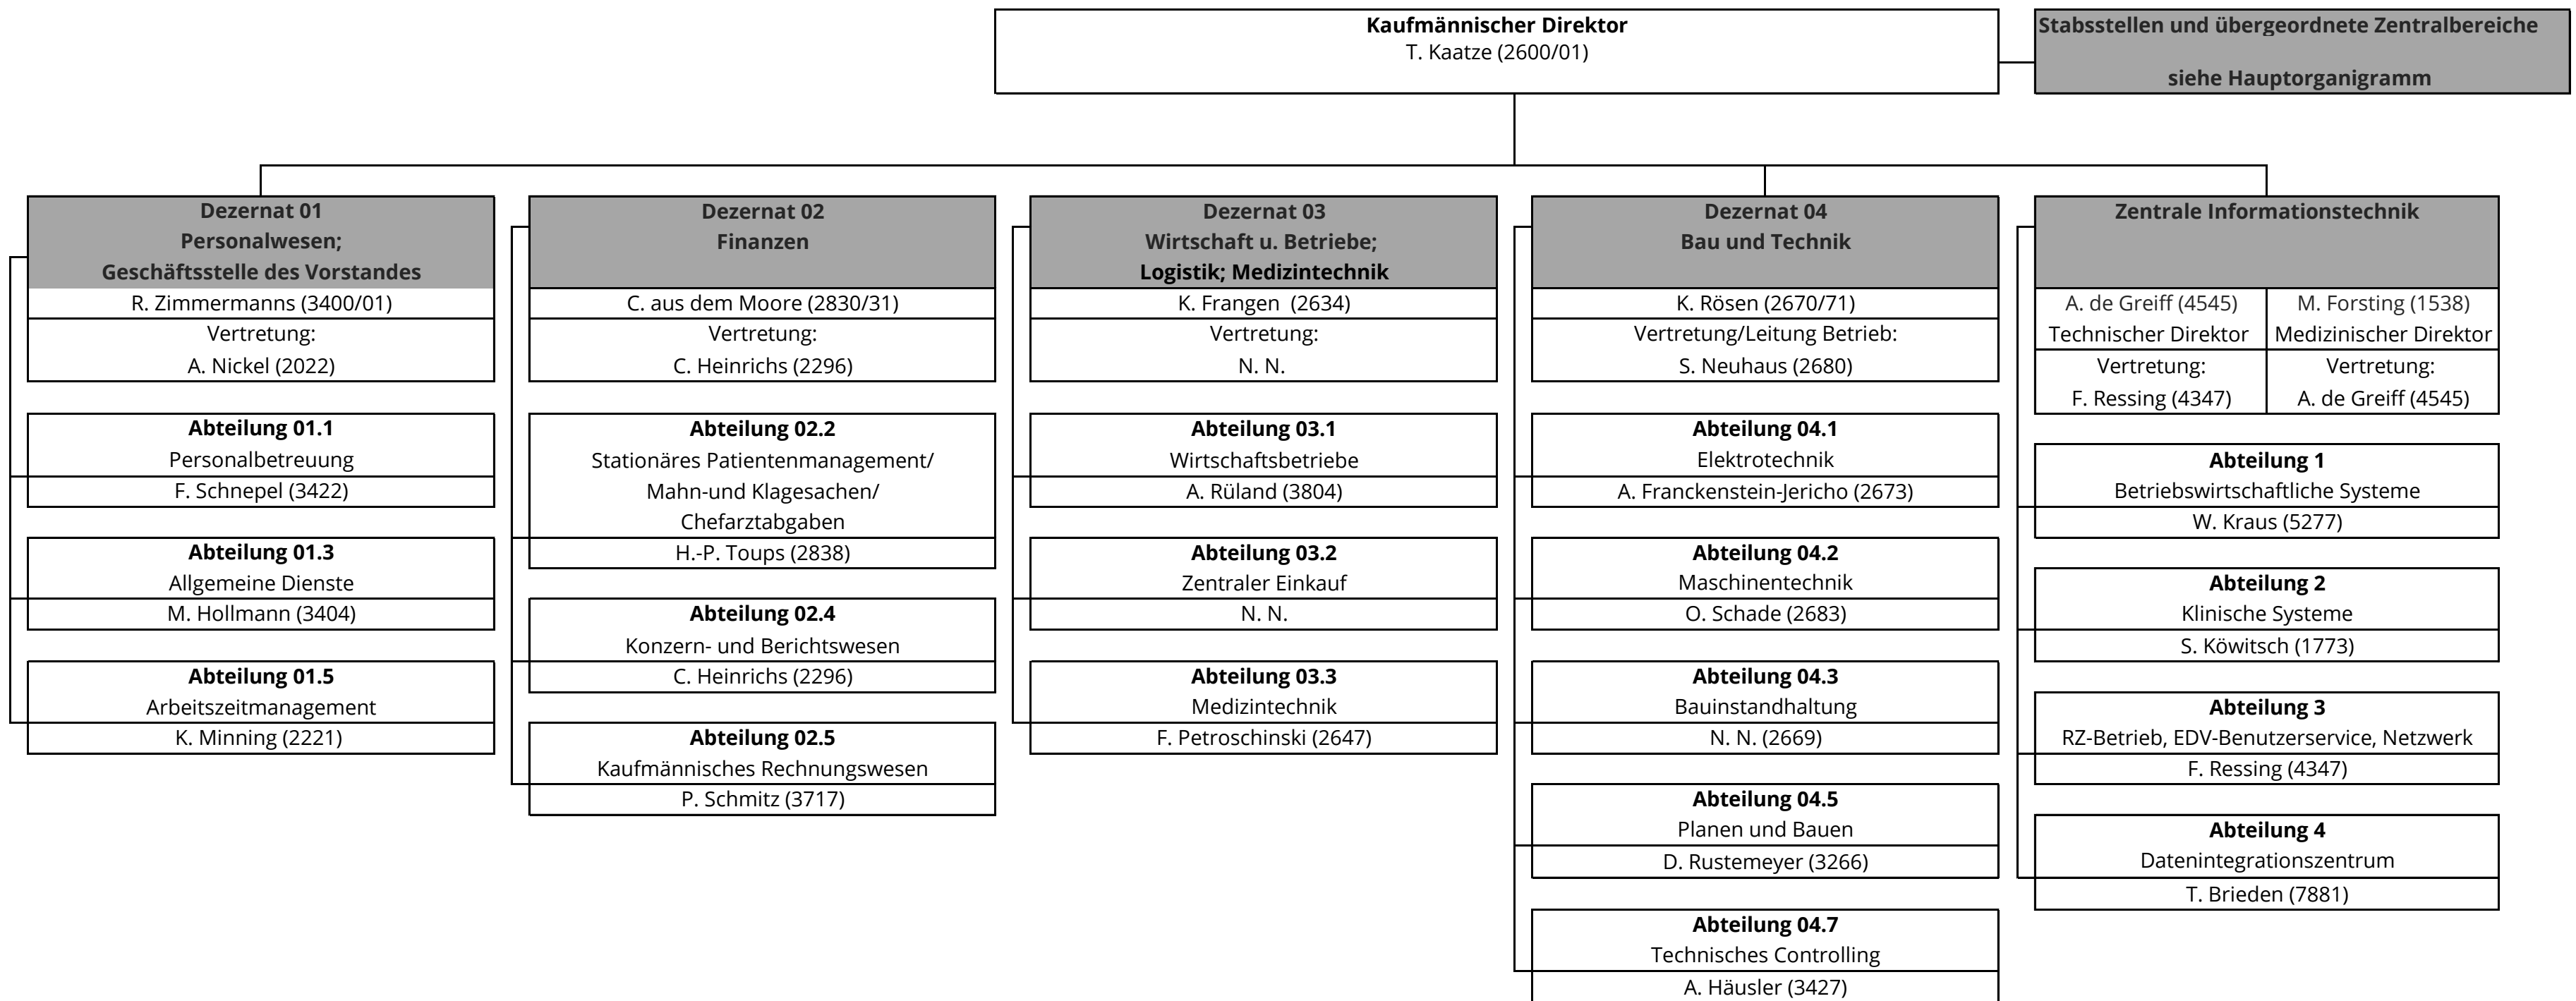 Kaufmännischer Direktor
T. Kaatze (2600/01)
Stabsstellen und übergeordnete Zentralbereiche
siehe Hauptorganigramm
Dezernat 01
Personalwesen;
Geschäftsstelle des Vorstandes
R. Zimmermanns (3400/01)
Vertretung:
A. Nickel (2022)
Abteilung 01.1
Personalbetreuung
F. Schnepel (3422)
Abteilung 01.3
Allgemeine Dienste
M. Hollmann (3404)
Abteilung 01.5
Arbeitszeitmanagement
K. Minning (2221)
Dezernat 02
Finanzen
C. aus dem Moore (2830/31)
Vertretung:
C. Heinrichs (2296)
Abteilung 02.2
Stationäres Patientenmanagement/
Mahn-und Klagesachen/
Chefarztabgaben
H.-P. Toups (2838)
Abteilung 02.4
Konzern- und Berichtswesen
C. Heinrichs (2296)
Abteilung 02.5
Kaufmännisches Rechnungswesen
P. Schmitz (3717)
Dezernat 03
Wirtschaft u. Betriebe;
Logistik; Medizintechnik
K. Frangen (2634)
Vertretung:
N. N.
Abteilung 03.1
Wirtschaftsbetriebe
A. Rüland (3804)
Abteilung 03.2
Zentraler Einkauf
N. N.
Abteilung 03.3
Medizintechnik
F. Petroschinski (2647)
Dezernat 04
Bau und Technik
K. Rösen (2670/71)
Vertretung/Leitung Betrieb:
S. Neuhaus (2680)
Abteilung 04.1
Elektrotechnik
A. Franckenstein-Jericho (2673)
Abteilung 04.2
Maschinentechnik
O. Schade (2683)
Abteilung 04.3
Bauinstandhaltung
N. N. (2669)
Abteilung 04.5
Planen und Bauen
D. Rustemeyer (3266)
Abteilung 04.7
Technisches Controlling
A. Häusler (3427)
Zentrale Informationstechnik
A. de Greiff (4545)
Technischer Direktor
Vertretung:
F. Ressing (4347)
M. Forsting (1538)
Medizinischer Direktor
Vertretung:
A. de Greiff (4545)
Abteilung 1
Betriebswirtschaftliche Systeme
W. Kraus (5277)
Abteilung 2
Klinische Systeme
S. Köwitsch (1773)
Abteilung 3
RZ-Betrieb, EDV-Benutzerservice, Netzwerk
F. Ressing (4347)
Abteilung 4
Datenintegrationszentrum
T. Brieden (7881)